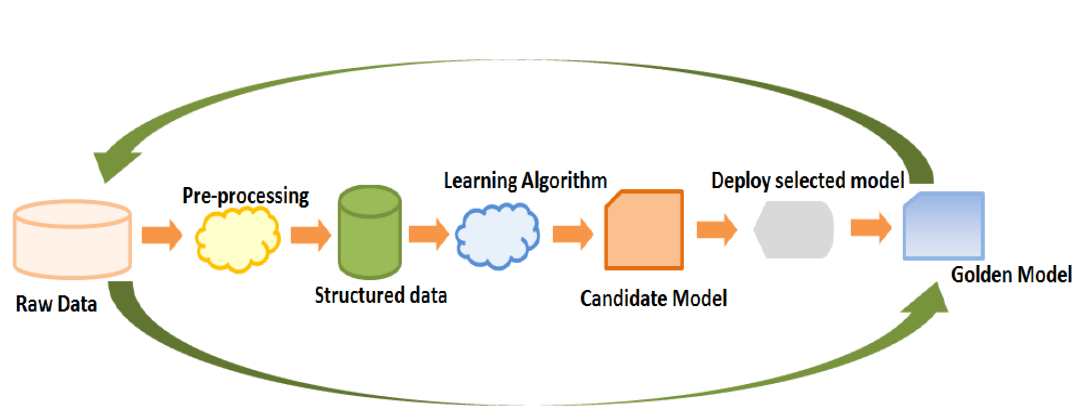 Raw Data
Pre-processing
Structured data
Learning Algorithm
Candidate Model
Deploy selected model
Golden Model